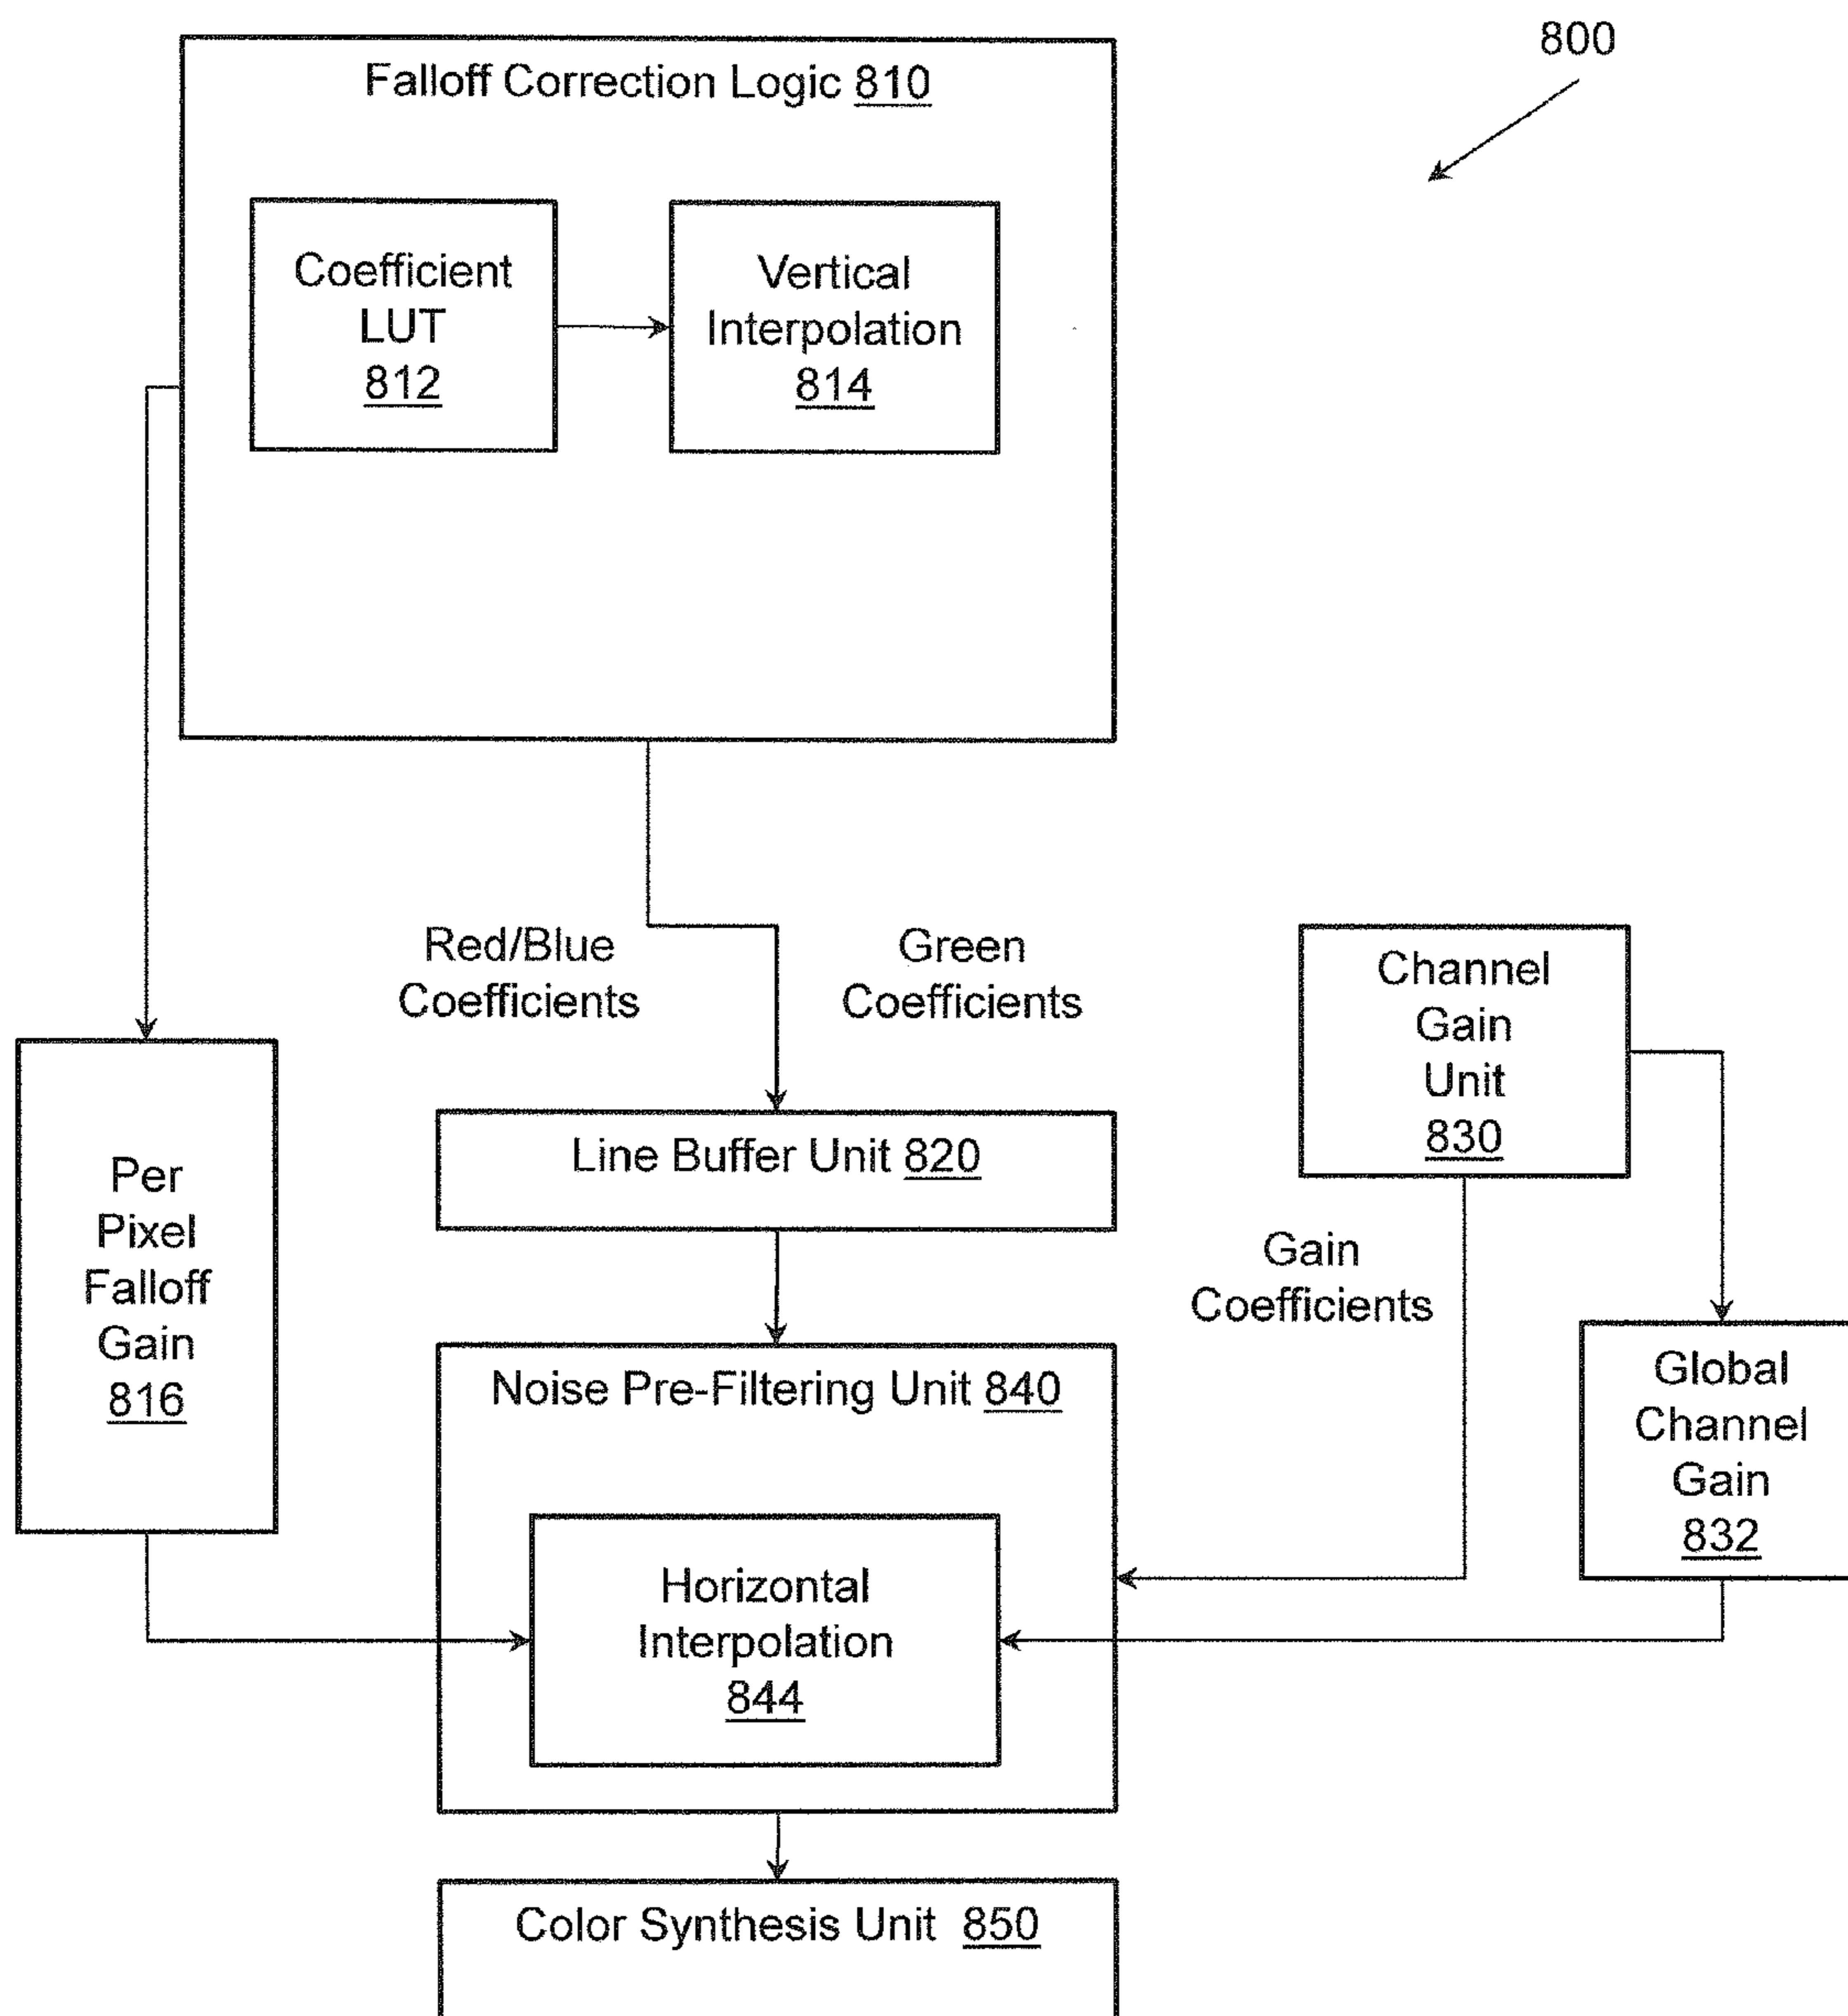 800
Falloff Correction Logic 810
Coefficient
LUT
812
Vertical
Interpolation
814
Red/Blue
Coefficients
Green
Coefficients
Channel
Gain
Unit
830
Per
Pixel
Falloff
Gain
816
Line Buffer Unit 820
Gain
Coefficients
Noise Pre-Filtering Unit 840
Global
Channel
Gain
832
Horizontal
Interpolation
844
Color Synthesis Unit 850